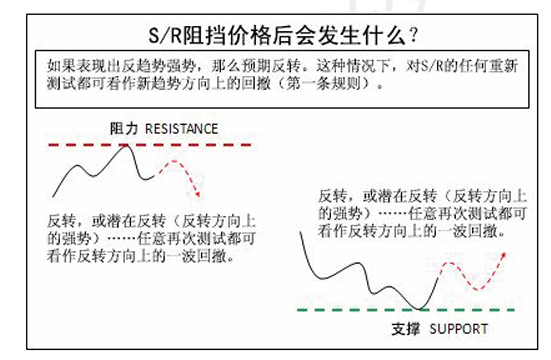 S/R阻挡价格后会发生什么？
如果表现出反趋势强势，那么预期反转。这种情况下，对S/R的任何重新
测试都可看作新趋势方向上的回撤（第一条规则）。
阻力 RESISTANCE
反转，或潜在反转（反转方向上
的强势）……任意再次测试都可
看作反转方向上的一波回撤。
反转，或潜在反转（反转方向上
的强势）……任意再次测试都可
看作反转方向上的一波回撤。
支撑 SUPPORT